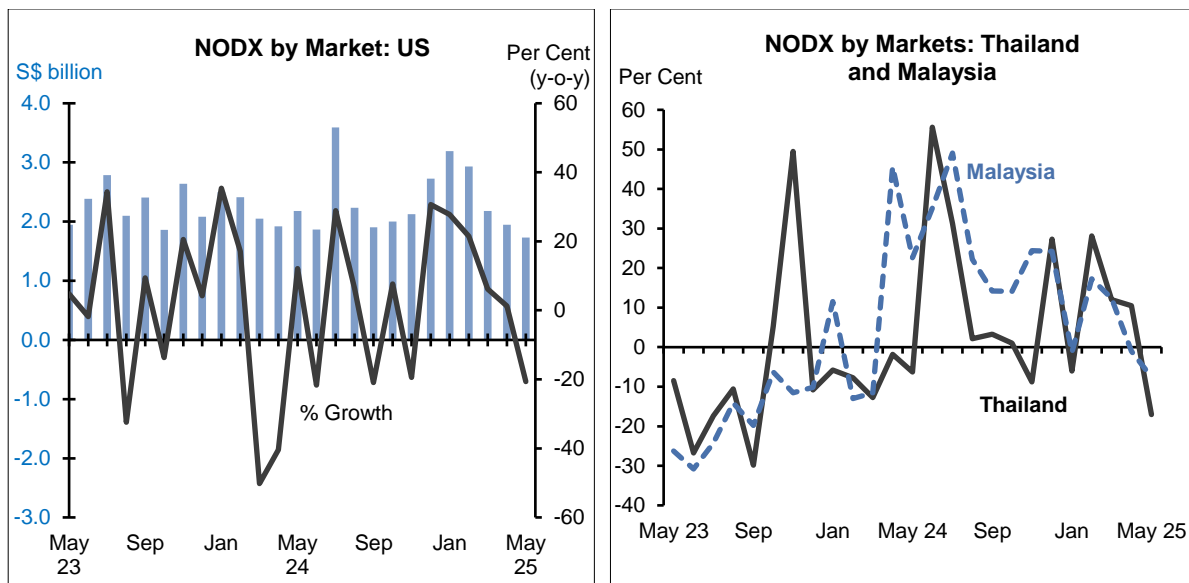 NODX by Market: US
S$ billion
Per Cent
(y-o-y)
4.0
3.0
2.0
1.0
0.0
-1.0
-2.0
-3.0
60
40
20
0
-20
-40
-60
% Growth
May
23
Sep
Jan
May
24
Sep
Jan
May
25
NODX by Markets: Thailand
and Malaysia
Per Cent
60
50
40
30
20
10
0
-10
-20
-30
-40
Malaysia
Thailand
May 23
Sep
Jan
May 24
Sep
Jan
May 25